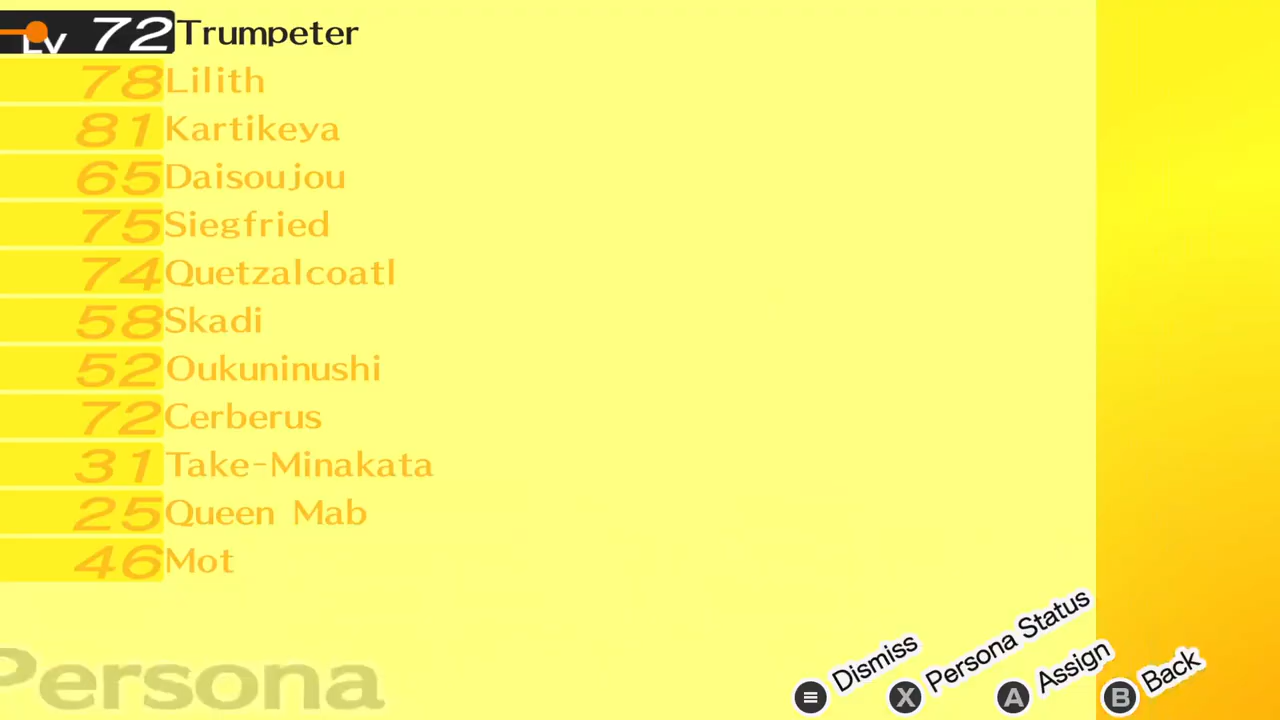 Lv 72 Trumpeter
78 Lilith
81 Kartikeya
65 Daisoujou
75 Siegfried
74 Quetzalcoatl
58 Skadi
52 Oukuninushi
72 Cerberus
31 Take-Minakata
25 Queen Mab
46 Mot
Persona
Dismiss
X Persona Status
A Assign
B Back